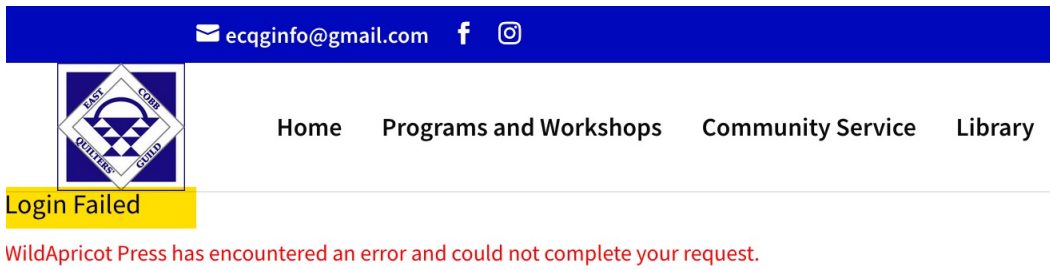 ecqginfo@gmail.com
EAST COBB
QUILTERS' GUILD
Home Programs and Workshops Community Service Library
Login Failed
WildApricot Press has encountered an error and could not complete your request.